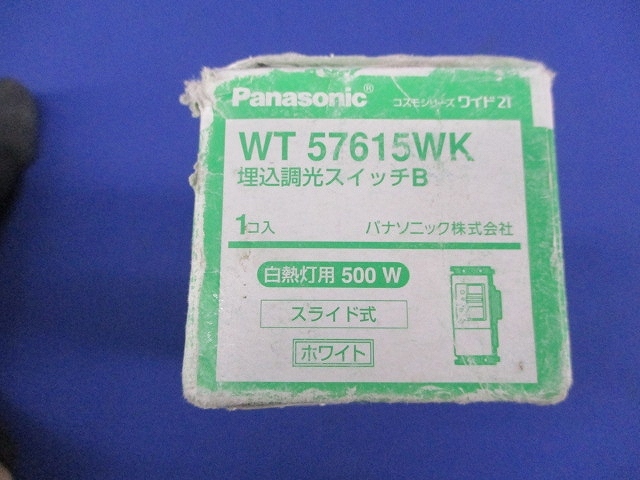 Panasonic® コスモシリーズ ワイド21
WT 57615WK
埋込調光スイッチB
1コ入 パナソニック株式会社
白熱灯用 500 W
スライド式
ホワイト